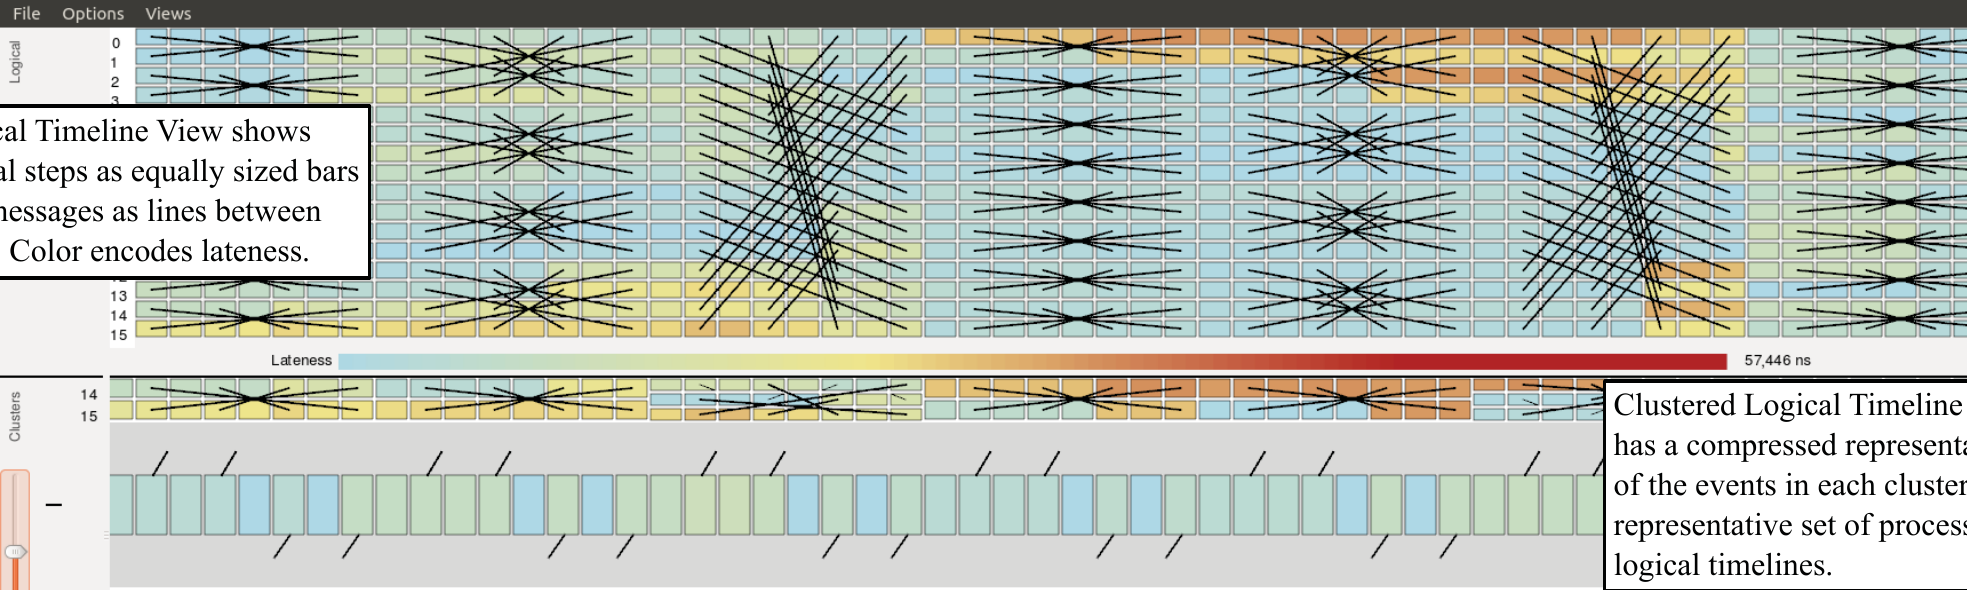 File Options Views
Logical
0
1
2
3
cal Timeline View shows
al steps as equally sized bars
messages as lines between
Color encodes lateness.
13
14
15
Lateness
57,446 ns
Clusters
14
15
Clustered Logical Timeline
has a compressed representa
of the events in each cluster
representative set of process
logical timelines.